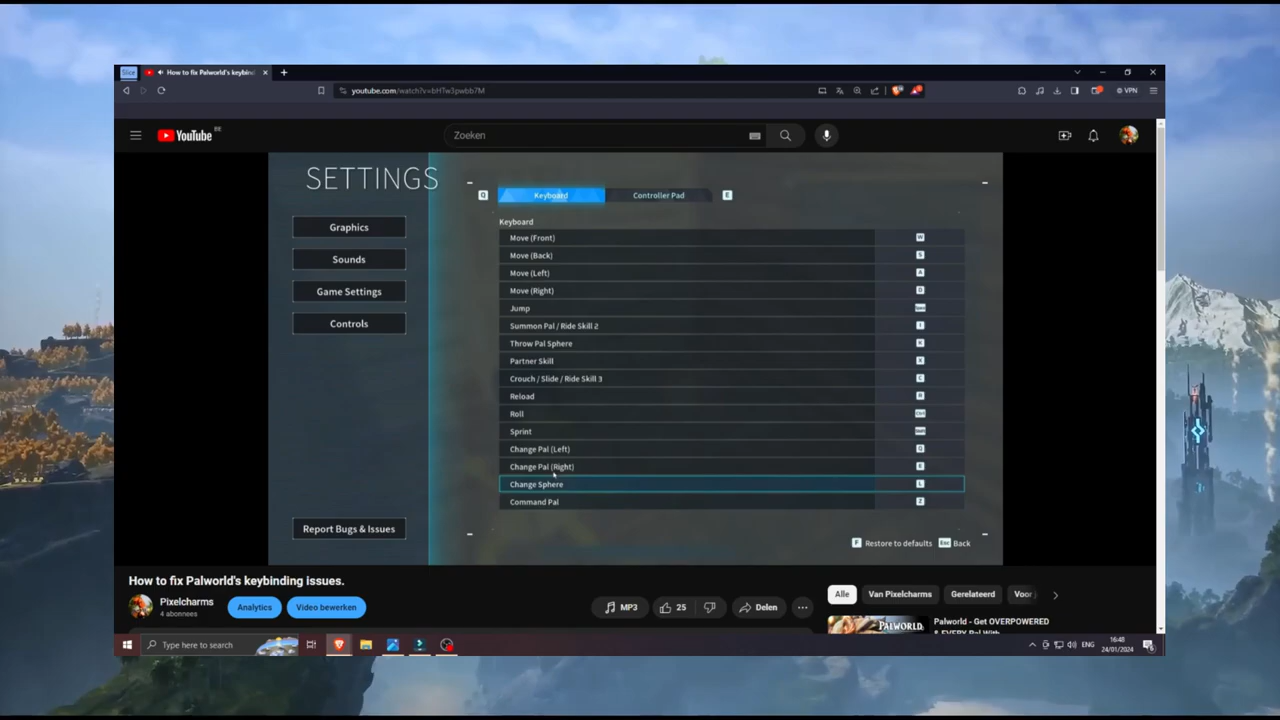 Slice
How to fix Palworld's keybind
youtube.com/watch?v=bHTw3pwbb7M
VPN
YouTube BE
Zoeken
SETTINGS
Graphics
Sounds
Game Settings
Controls
Report Bugs & Issues
Q Keyboard Controller Pad E
Keyboard
Move (Front) W
Move (Back) S
Move (Left) A
Move (Right) D
Jump
Summon Pal / Ride Skill 2
Throw Pal Sphere
Partner Skill X
Crouch / Slide / Ride Skill 3 C
Reload R
Roll Ctrl
Sprint
Change Pal (Left) Q
Change Pal (Right) E
Change Sphere L
Command Pal Z
F Restore to defaults Esc Back
How to fix Palworld's keybinding issues.
Pixelcharms
4 abonnees
Analytics
Video bewerken
MP3
25
Delen
Alle
Van Pixelcharms
Gerelateerd
Voor
PALWORLD
Palworld - Get OVERPOWERED
Type here to search
ENG
16:48
24/01/2024